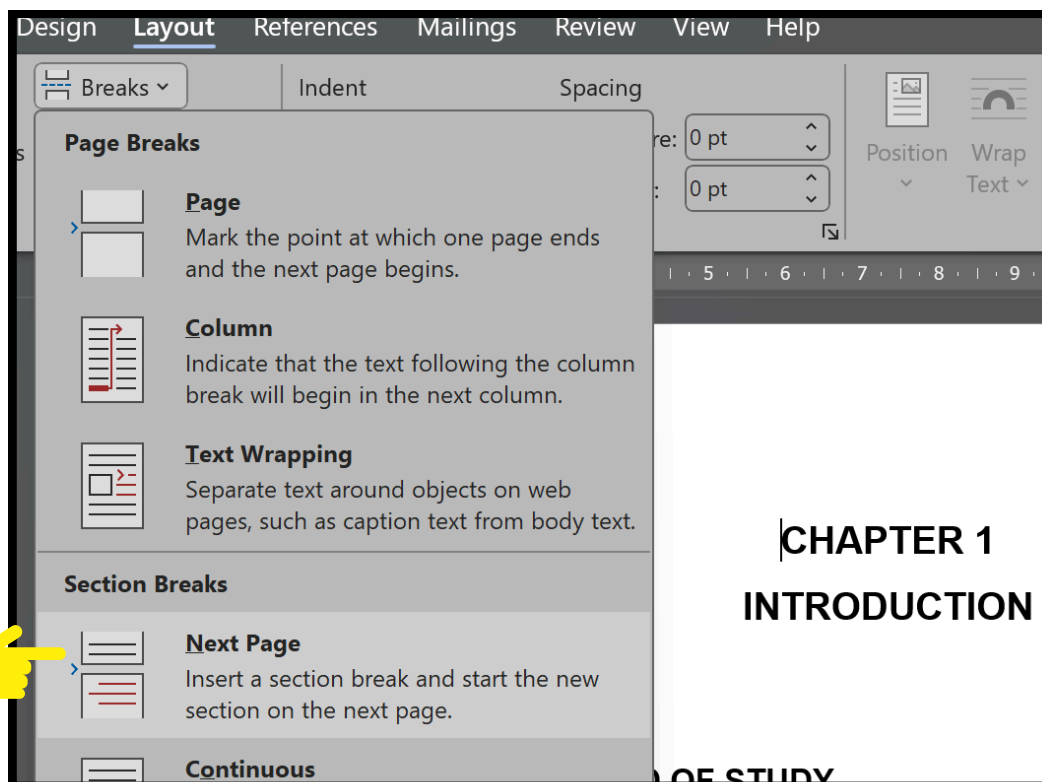 Design Layout References Mailings Review View Help
Breaks Indent Spacing
Page Breaks
re: 0 pt
Position Wrap
s
Page
: 0 pt
Text
Mark the point at which one page ends
and the next page begins.
5 6 7 8 9
Column
Indicate that the text following the column
break will begin in the next column.
Text Wrapping
Separate text around objects on web
pages, such as caption text from body text.
CHAPTER 1
Section Breaks
INTRODUCTION
Next Page
Insert a section break and start the new
section on the next page.
Continuous
OF STUDY